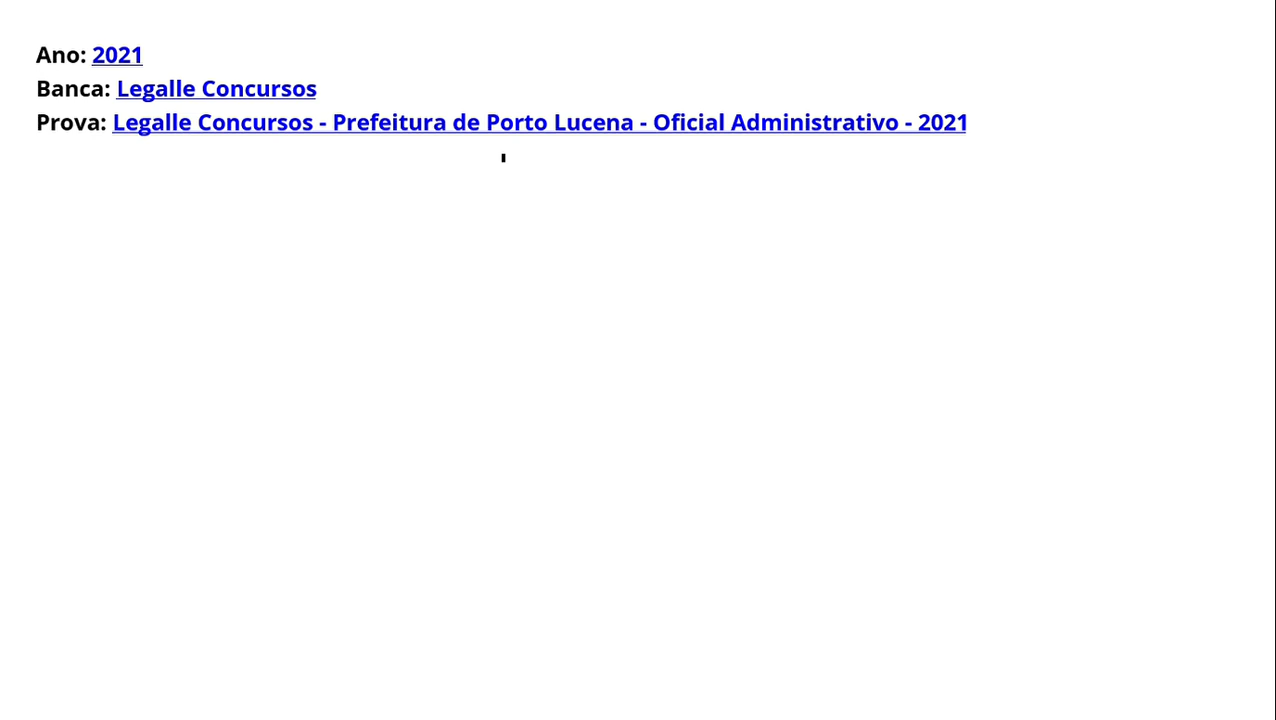 Ano: 2021
Banca: Legalle Concursos
Prova: Legalle Concursos - Prefeitura de Porto Lucena - Oficial Administrativo - 2021